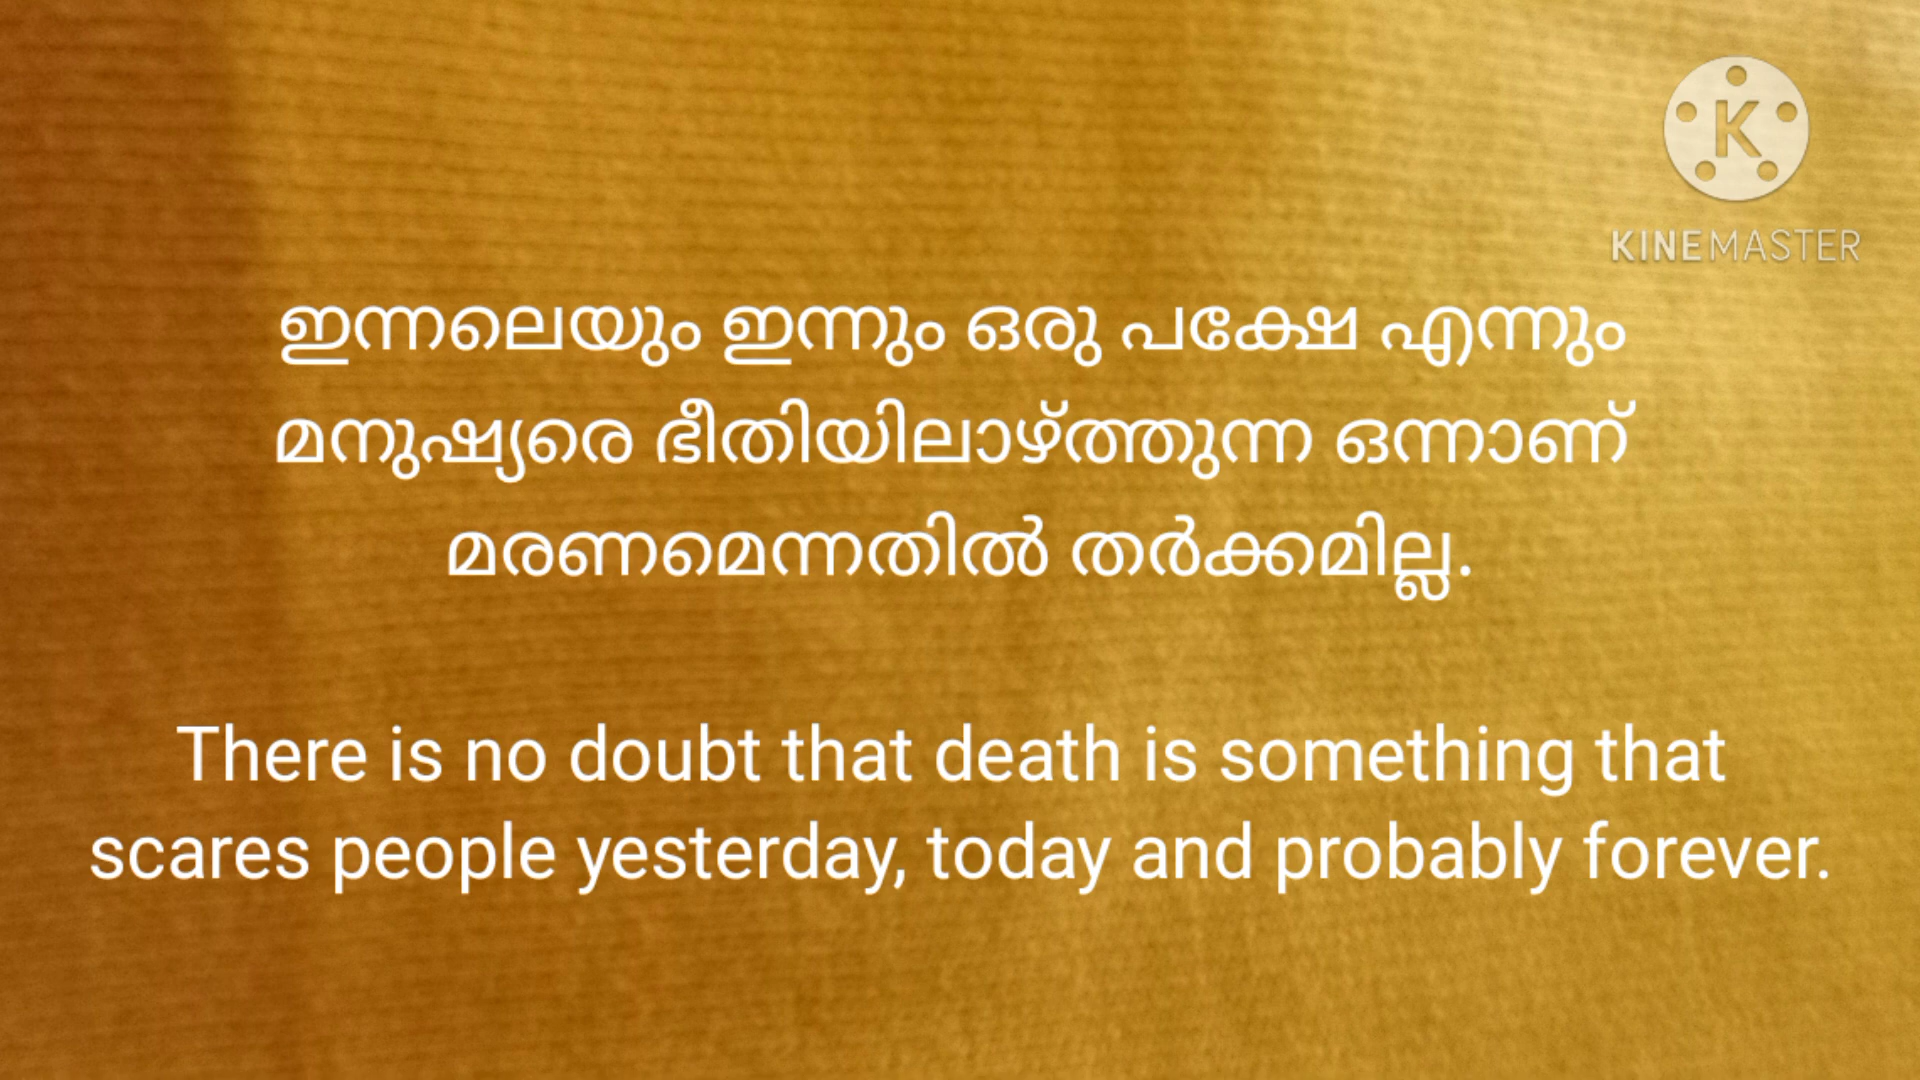 K
KINEMASTER
ഇന്നലെയും ഇന്നും ഒരു പക്ഷേ എന്നും
മനുഷ്യരെ ഭീതിയിലാഴ്ത്തുന്ന ഒന്നാണ്
മരണമെന്നതിൽ തർക്കമില്ല.
There is no doubt that death is something that
scares people yesterday, today and probably forever.